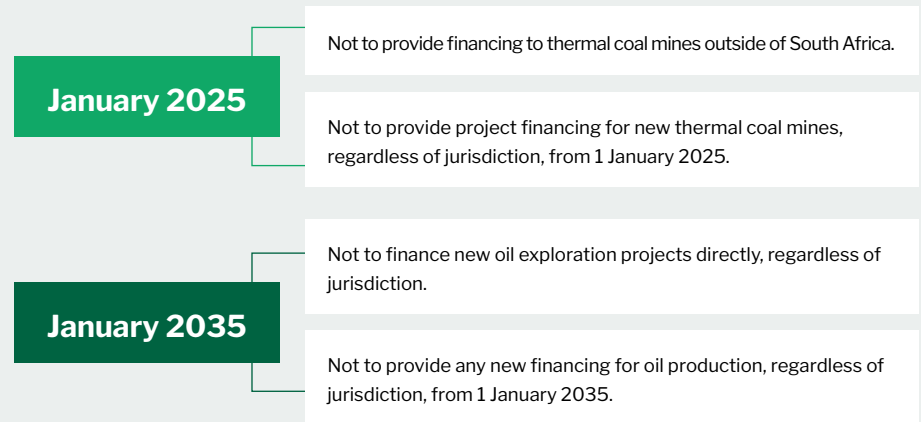 January 2025
Not to provide financing to thermal coal mines outside of South Africa.
Not to provide project financing for new thermal coal mines,
regardless of jurisdiction, from 1 January 2025.
January 2035
Not to finance new oil exploration projects directly, regardless of
jurisdiction.
Not to provide any new financing for oil production, regardless of
jurisdiction, from 1 January 2035.